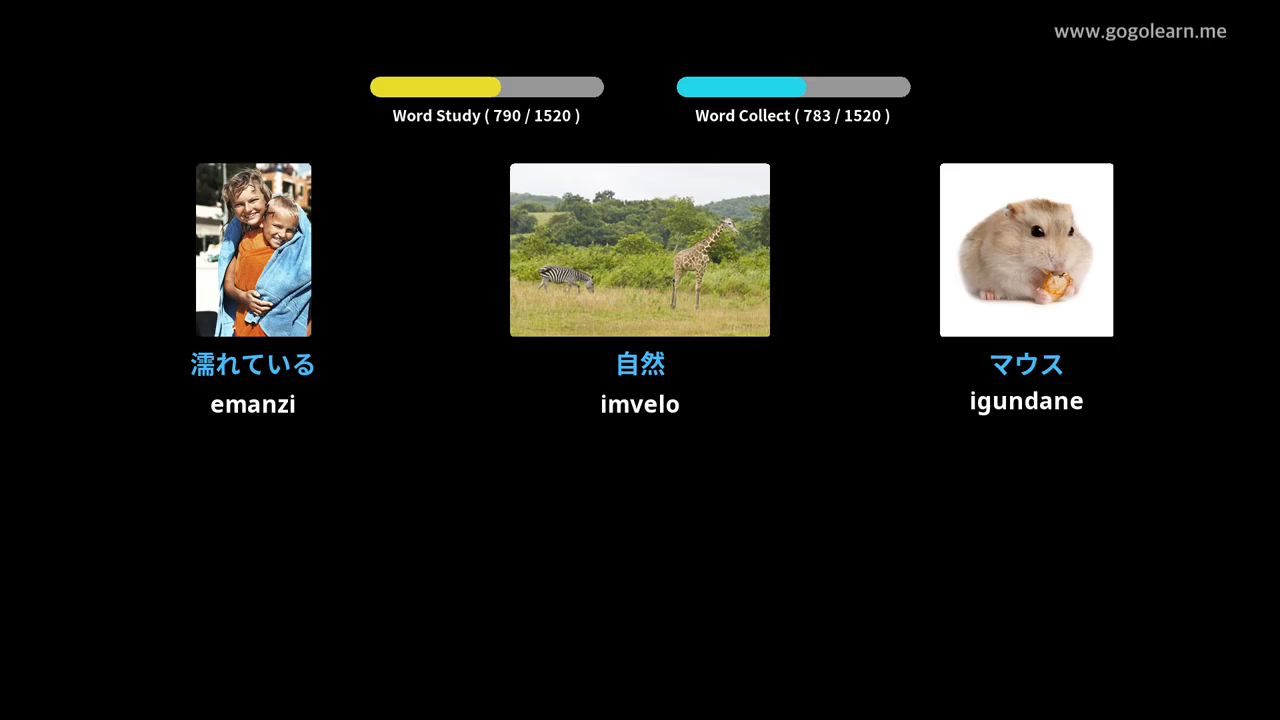 www.gogolearn.me
Word Study ( 790 / 1520 )
Word Collect ( 783 / 1520 )
濡れている
自然
マウス
emanzi
imvelo
igundane